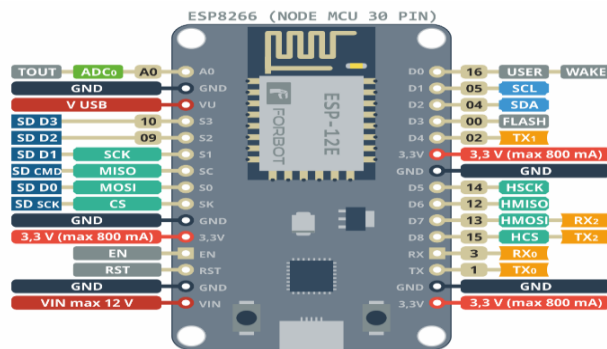 ESP8266 (NODE MCU 30 PIN)
TOUT ADC0 A0 A0
GND GND
V USB VU
SD D3 10 S3
SD D2 09 S2
SD D1 SCK S1
SD CMD MISO SC
SD D0 MOSI S0
SD SCK CS SK
GND GND
3,3 V (max 800 mA) 3,3V
EN EN
RST RST
GND GND
VIN max 12 V VIN
FORBOT
ESP-12E
D0 16 USER WAKE
D1 05 SCL
D2 04 SDA
D3 00 FLASH
D4 02 TX1
3,3V 3,3 V (max 800 mA)
GND GND
D5 14 HSCK
D6 12 HMISO
D7 13 HMOSI RX2
D8 15 HCS TX2
RX 3 RX0
TX 1 TX0
GND GND
3,3V 3,3 V (max 800 mA)